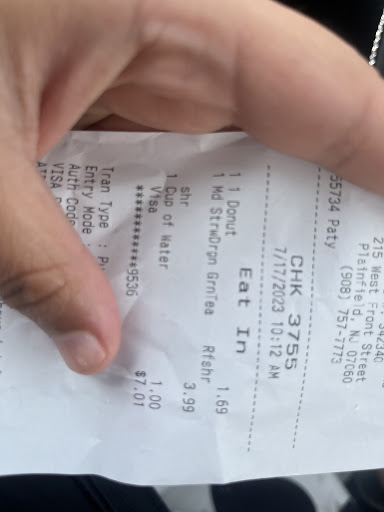 342340
215 West Front Street
Plainfield, NJ 07060
(908) 757-7773
55734 Paty
CHK 3755
7/17/2023 10:12 AM
Eat In
1 1 Donut 1.69
1 Md StrwDrgn GrnTea Rfshr 3.99
shr
1 Cup of Water 1.00
Visa $7.01
************9536
Tran Type :
Entry Mode :
Auth Code
VISA